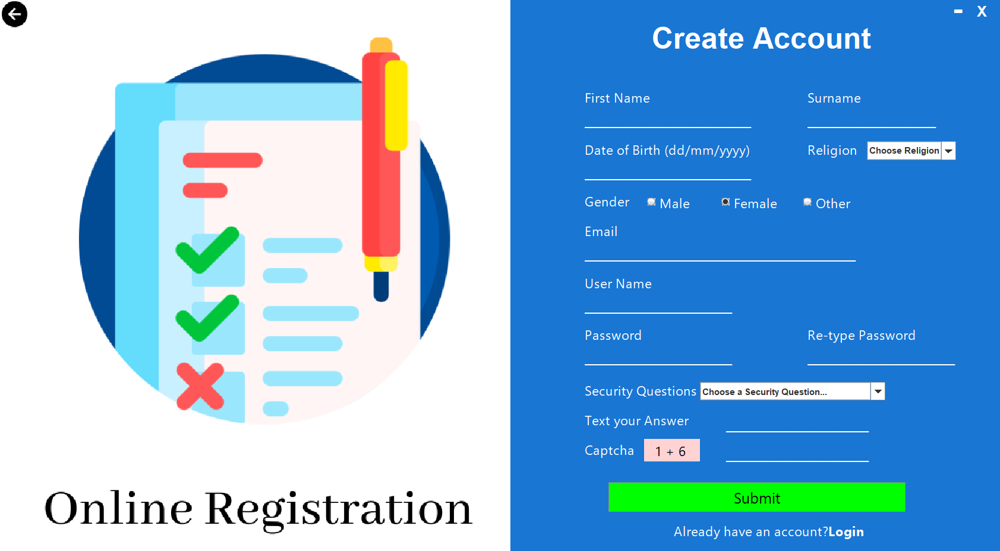 - X
Create Account
First Name Surname
Date of Birth (dd/mm/yyyy) Religion Choose Religion
Gender Male Female Other
Email
User Name
Password Re-type Password
Security Questions Choose a Security Question...
Text your Answer
Captcha 1 + 6
Submit
Already have an account?Login
Online Registration